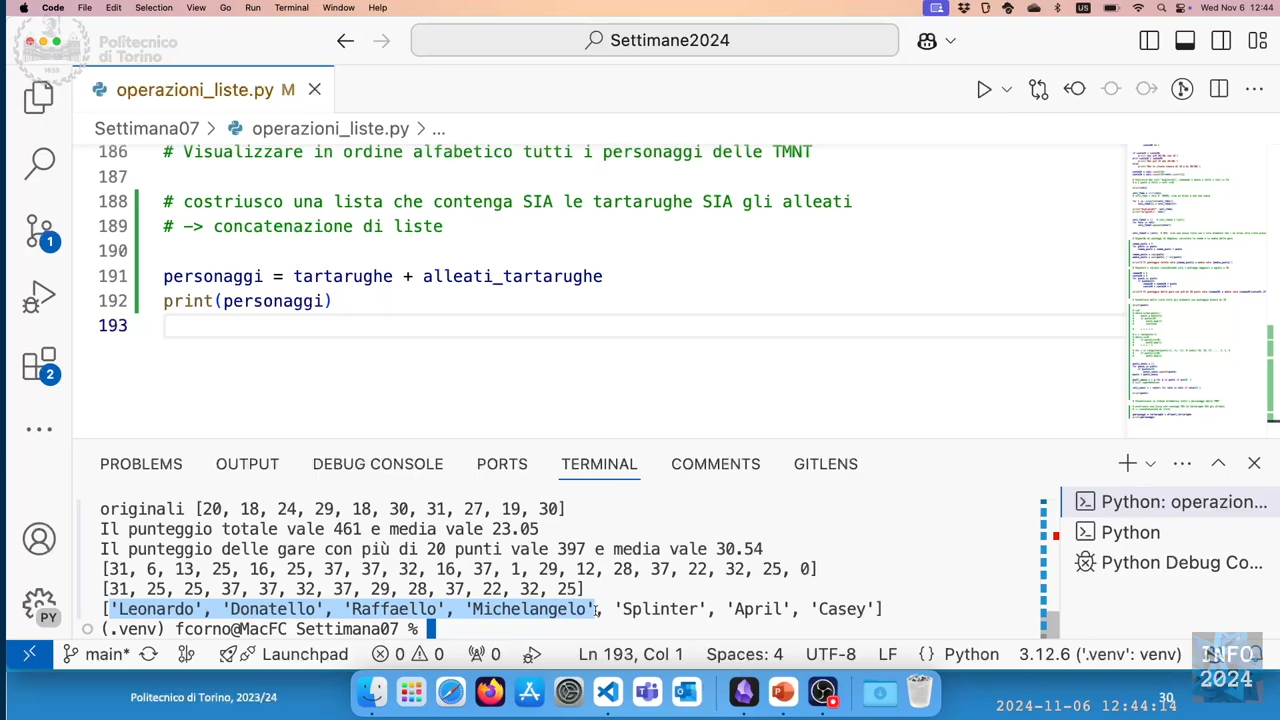 Code File Edit Selection View Go Run Terminal Window Help US Wed Nov 6 12:44
Politecnico
di Torino
Settimane2024
operazioni_liste.py M
Settimana07 > operazioni_liste.py > ...
186 # Visualizzare in ordine alfabetico tutti i personaggi delle TMNT
187
188 # costriusco una lista che contenga SIA le tartarughe SIA gli alleati
189 # -> concatenazione di liste
190
191 personaggi = tartarughe + alleati_tartarughe
192 print(personaggi)
193
1
2
PROBLEMS OUTPUT DEBUG CONSOLE PORTS TERMINAL COMMENTS GITLENS
originali [20, 18, 24, 29, 18, 30, 31, 27, 19, 30]
Il punteggio totale vale 461 e media vale 23.05
Il punteggio delle gare con più di 20 punti vale 397 e media vale 30.54
[31, 6, 13, 25, 16, 25, 37, 37, 32, 16, 37, 1, 29, 12, 28, 37, 22, 32, 25, 0]
[31, 25, 25, 37, 37, 32, 37, 29, 28, 37, 22, 32, 25]
['Leonardo', 'Donatello', 'Raffaello', 'Michelangelo', 'Splinter', 'April', 'Casey']
(.venv) fcorno@MacFC Settimana07 %
Python: operazion...
Python
Python Debug Co...
PY
main* Launchpad 0 0 0 Ln 193, Col 1 Spaces: 4 UTF-8 LF {} Python 3.12.6 ('.venv': venv)
INFO
2024
Politecnico di Torino, 2023/24
30
2024-11-06 12:44:14